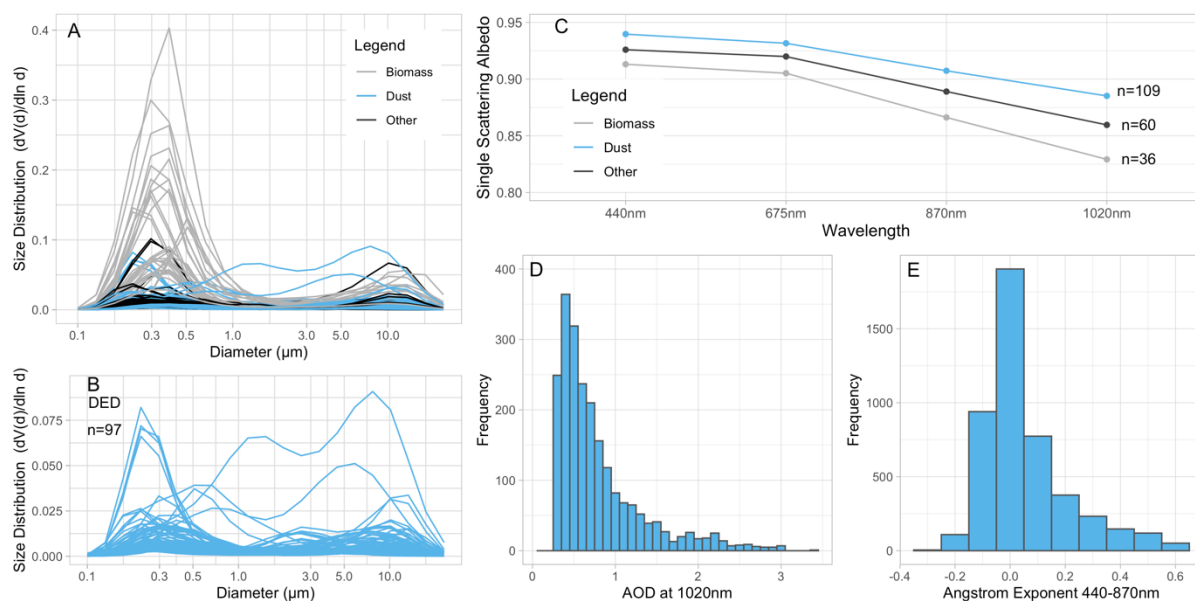 A
Size Distribution (dV(d)/dln d)
0.4
0.3
0.2
0.1
0.0
Legend
Biomass
Dust
Other
0.1
0.3
0.5
1.0
3.0
5.0
10.0
Diameter (µm)
B
DED
n=97
Size Distribution (dV(d)/dln d)
0.075
0.050
0.025
0.000
0.1
0.3
0.5
1.0
3.0
5.0
10.0
Diameter (µm)
C
Single Scattering Albedo
0.95
0.90
0.85
0.80
Legend
Biomass
Dust
Other
n=109
n=60
n=36
440nm
675nm
870nm
1020nm
Wavelength
D
Frequency
400
300
200
100
0
0
1
2
3
AOD at 1020nm
E
Frequency
1500
1000
500
0
-0.4
-0.2
0.0
0.2
0.4
0.6
Angstrom Exponent 440-870nm